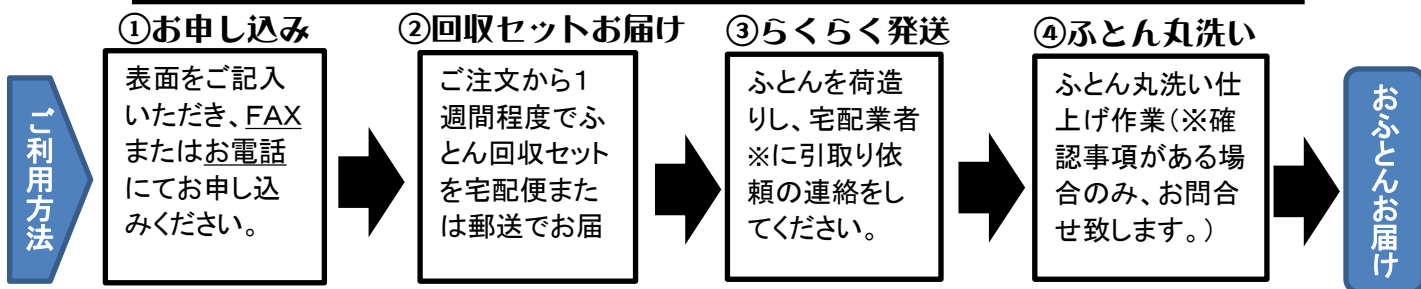 ご利用方法
①お申し込み
表面をご記入
いただき、FAX
またはお電話
にてお申し込
みください。
②回収セットお届け
ご注文から1
週間程度でふ
とん回収セット
を宅配便また
は郵送でお届
③らくらく発送
ふとんを荷造
りし、宅配業者
※に引取り依
頼の連絡をし
てください。
④ふとん丸洗い
ふとん丸洗い仕
上げ作業(※確
認事項がある場
合のみ、お問合
せ致します。)
おふとんお届け